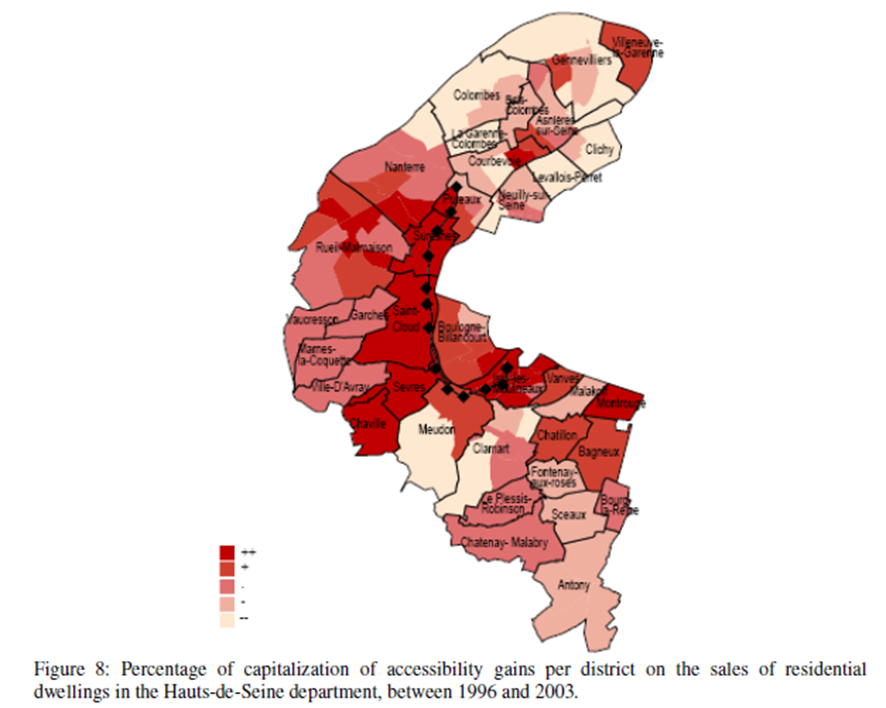 Villeneuve-
la-Garenne
Gennevilliers
Colombes
Bois-
Colombes
Asnières
sur-Seine
La Garenne-
Colombes
Clichy
Courbevoie
Nanterre
Levallois-Perret
Puteaux
Neuilly-sur-
Seine
Suresnes
Rueil-Malmaison
Saint-
Cloud
Garches
Vaucresson
Boulogne-
Billancourt
Marnes-
la-Coquette
Ville-D'Avray
Sevres
Issy-les-
Moulineaux
Vanves
Malakoff
Montrouge
Chaville
Meudon
Chatillon
Clamart
Bagneux
Fontenay-
aux-roses
Le Plessis-
Robinson
Sceaux
Bourg-
la-Reine
Chatenay- Malabry
Antony
++
+
.
-
--
Figure 8: Percentage of capitalization of accessibility gains per district on the sales of residential
dwellings in the Hauts-de-Seine department, between 1996 and 2003.